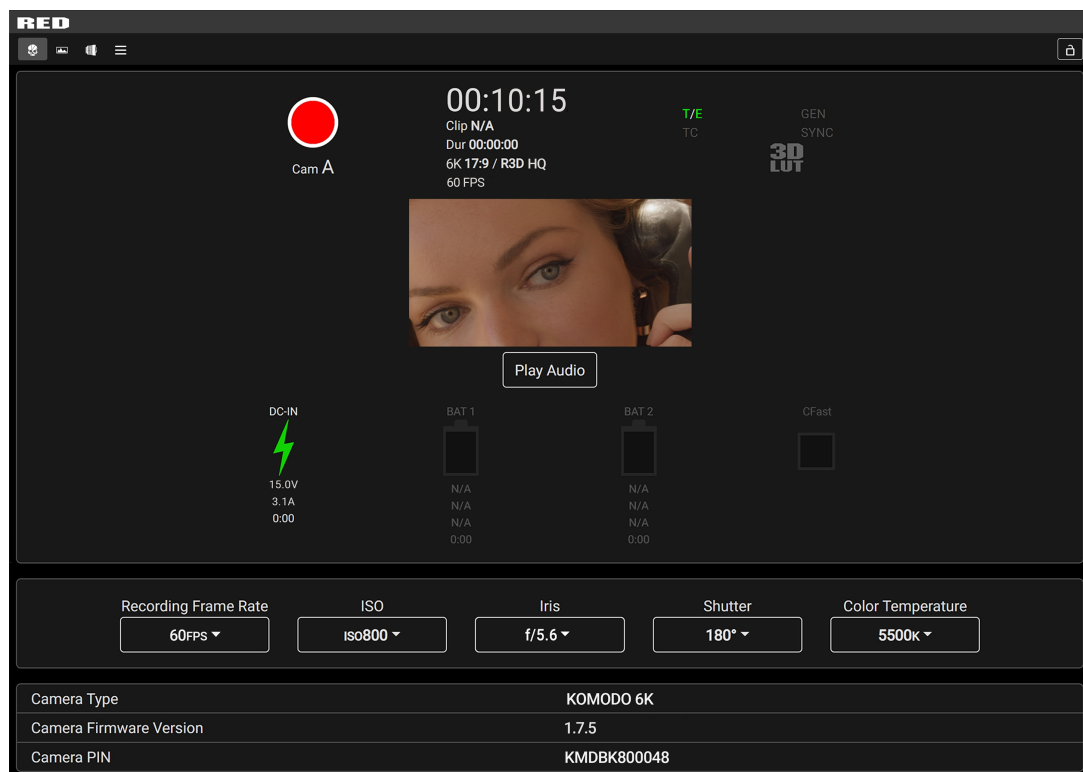 RED
00:10:15
Clip N/A
Dur 00:00:00
6K 17:9 / R3D HQ
60 FPS
Cam A
T/E
TC
GEN
SYNC
3D
LUT
Play Audio
DC-IN
15.0V
3.1A
0:00
BAT 1
N/A
N/A
N/A
0:00
BAT 2
N/A
N/A
N/A
0:00
CFast
Recording Frame Rate
60FPS
ISO
ISO800
Iris
f/5.6
Shutter
180°
Color Temperature
5500K
Camera Type KOMODO 6K
Camera Firmware Version 1.7.5
Camera PIN KMDBK800048